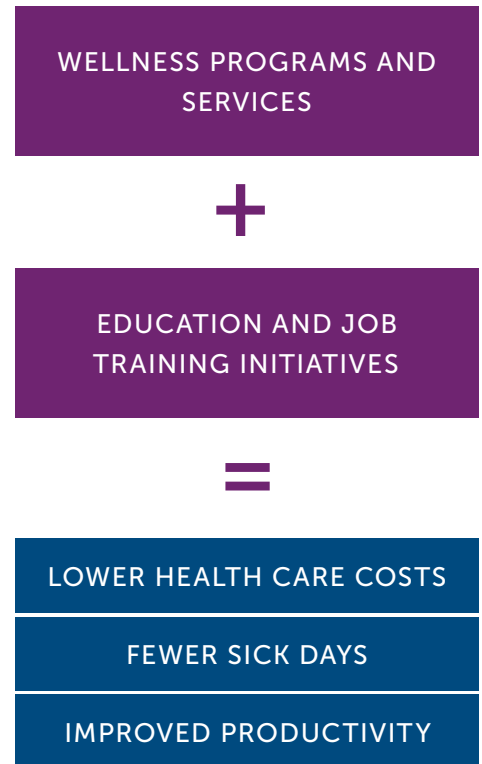 WELLNESS PROGRAMS AND
SERVICES
+
EDUCATION AND JOB
TRAINING INITIATIVES
=
LOWER HEALTH CARE COSTS
FEWER SICK DAYS
IMPROVED PRODUCTIVITY